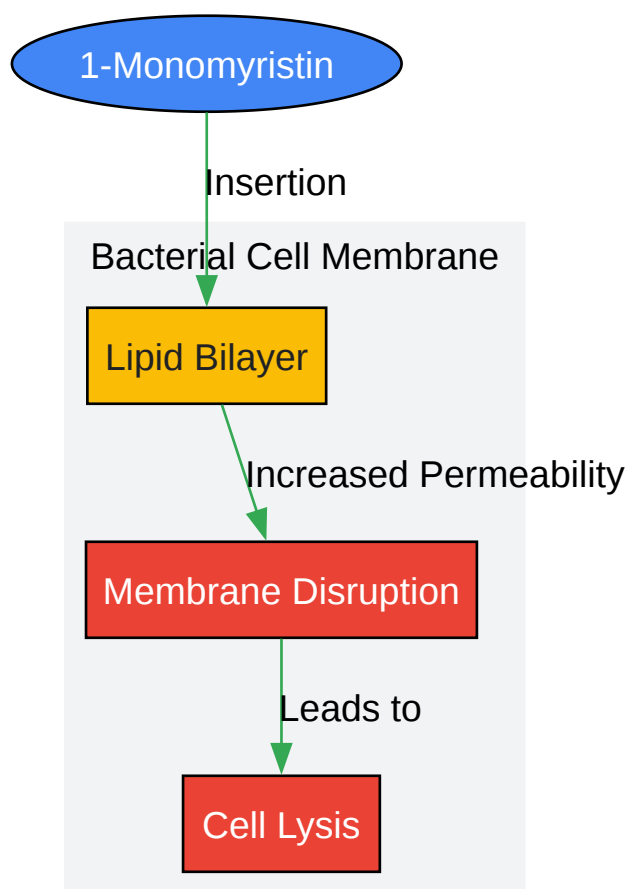 1-Monomyristin
Insertion
Bacterial Cell Membrane
Lipid Bilayer
Increased Permeability
Membrane Disruption
Leads to
Cell Lysis